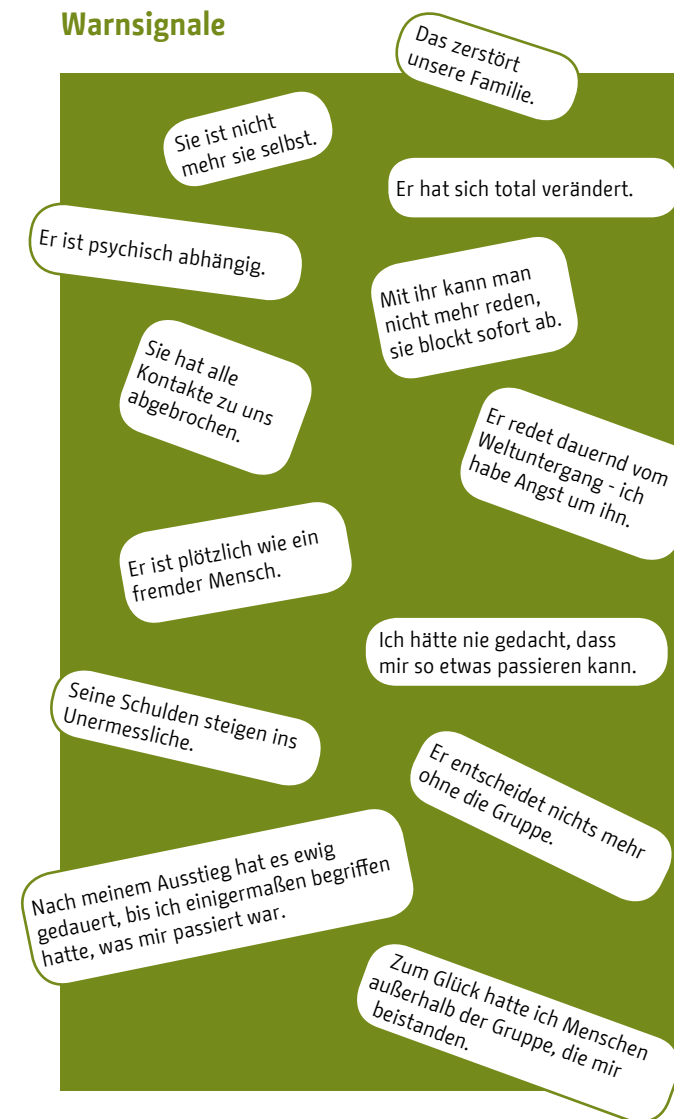 Warnsignale
Das zerstört
unsere Familie.
Sie ist nicht
mehr sie selbst.
Er hat sich total verändert.
Er ist psychisch abhängig.
Mit ihr kann man
nicht mehr reden,
sie blockt sofort ab.
Sie hat alle
Kontakte zu uns
abgebrochen.
Er redet dauernd vom
Weltuntergang - ich
habe Angst um ihn.
Er ist plötzlich wie ein
fremder Mensch.
Ich hätte nie gedacht, dass
mir so etwas passieren kann.
Seine Schulden steigen ins
Unermessliche.
Er entscheidet nichts mehr
ohne die Gruppe.
Nach meinem Ausstieg hat es ewig
gedauert, bis ich einigermaßen begriffen
hatte, was mir passiert war.
Zum Glück hatte ich Menschen
außerhalb der Gruppe, die mir
beistanden.